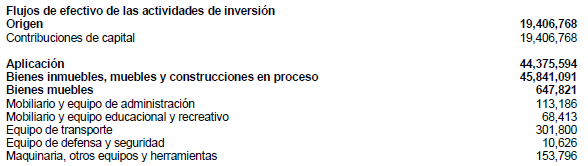 Flujos de efectivo de las actividades de inversión
Origen 19,406,768
Contribuciones de capital 19,406,768
Aplicación 44,375,594
Bienes inmuebles, muebles y construcciones en proceso 45,841,091
Bienes muebles 647,821
Mobiliario y equipo de administración 113,186
Mobiliario y equipo educacional y recreativo 68,413
Equipo de transporte 301,800
Equipo de defensa y seguridad 10,626
Maquinaria, otros equipos y herramientas 153,796